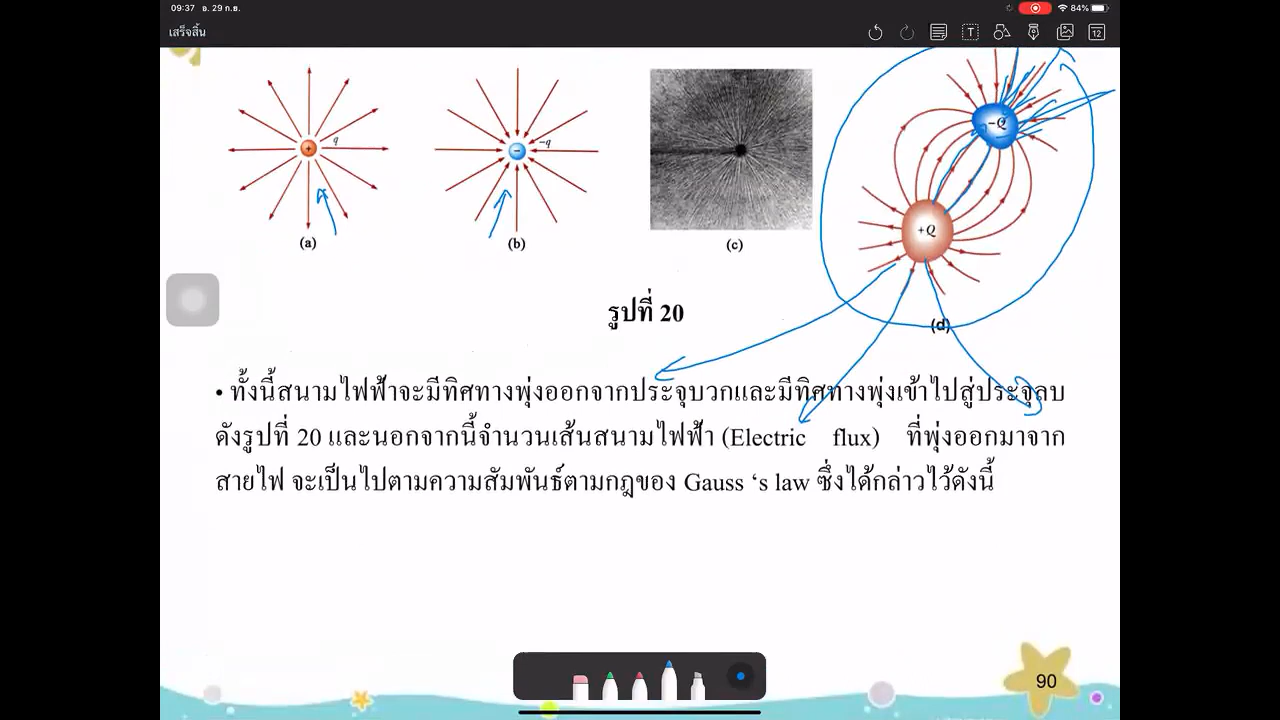 09:37 อ. 29 ก.ย.
84%
เสร็จสิ้น
T
12
+
q
−
−q
−Q
+Q
(a)
(b)
(c)
(d)
รูปที่ 20
• ทั้งนี้สนามไฟฟ้าจะมีทิศทางพุ่งออกจากประจุบวกและมีทิศทางพุ่งเข้าไปสู่ประจุลบ
ดังรูปที่ 20 และนอกจากนี้จำนวนเส้นสนามไฟฟ้า (Electric flux) ที่พุ่งออกมาจาก
สายไฟ จะเป็นไปตามความสัมพันธ์ตามกฎของ Gauss ‘s law ซึ่งได้กล่าวไว้ดังนี้
90